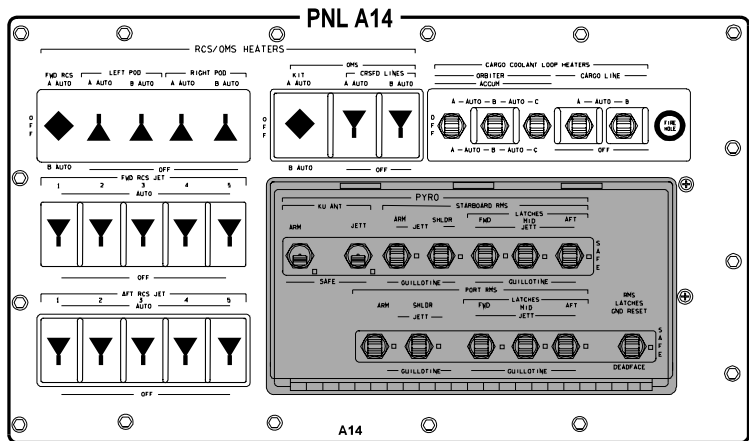 PNL A14
RCS/OMS HEATERS
FWD RCS
A AUTO
LEFT POD
A AUTO B AUTO
RIGHT POD
A AUTO B AUTO
OFF
B AUTO
OFF
OMS
KIT
A AUTO
CRSFD LINES
A AUTO B AUTO
OFF
B AUTO
OFF
CARGO COOLANT LOOP HEATERS
ORBITER
ACCUM
CARGO LINE
A - AUTO - B - AUTO - C
A - AUTO - B
OFF
A - AUTO - B - AUTO - C
OFF
FIRE
HOLE
FWD RCS JET
1 2 3 4 5
AUTO
OFF
AFT RCS JET
1 2 3 4 5
AUTO
OFF
PYRO
KU ANT
ARM JETT
SAFE
STARBOARD RMS
ARM SHLDR
JETT
LATCHES
FWD MID AFT
JETT
SAFE
GUILLOTINE GUILLOTINE
PORT RMS
ARM SHLDR
JETT
LATCHES
FWD MID AFT
JETT
RMS
LATCHES
GND RESET
SAFE
GUILLOTINE GUILLOTINE
DEADFACE
A14